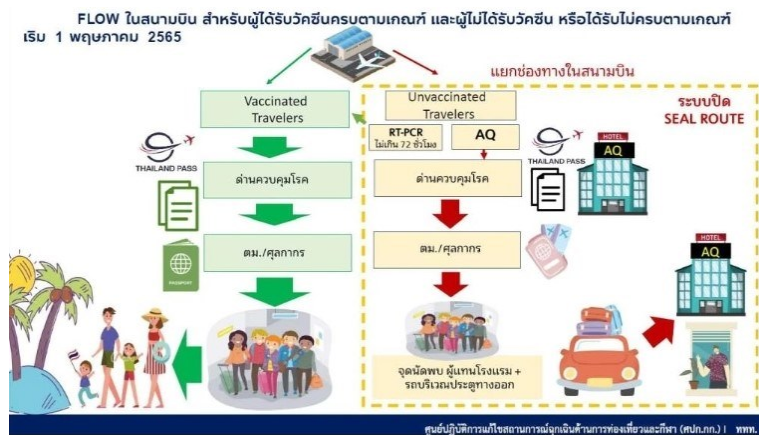 FLOW ในสนามบิน สำหรับผู้ได้รับวัคซีนครบตามเกณฑ์ และผู้ไม่ได้รับวัคซีน หรือได้รับไม่ครบตามเกณฑ์
เริ่ม 1 พฤษภาคม 2565
แยกช่องทางในสนามบิน
Vaccinated
Travelers
Unvaccinated
Travelers
ระบบปิด
SEAL ROUTE
RT-PCR
ไม่เกิน 72 ชั่วโมง
AQ
THAILAND PASS
THAILAND PASS
HOTEL
AQ
ด่านควบคุมโรค
ด่านควบคุมโรค
ตม./ศุลกากร
ตม./ศุลกากร
PASSPORT
HOTEL
AQ
จุดนัดพบ ผู้แทนโรงแรม +
รถบริเวณประตูทางออก
ศูนย์ปฏิบัติการแก้ไขสถานการณ์ฉุกเฉินด้านการท่องเที่ยวและกีฬา (ศปก.กก.) | ททท.